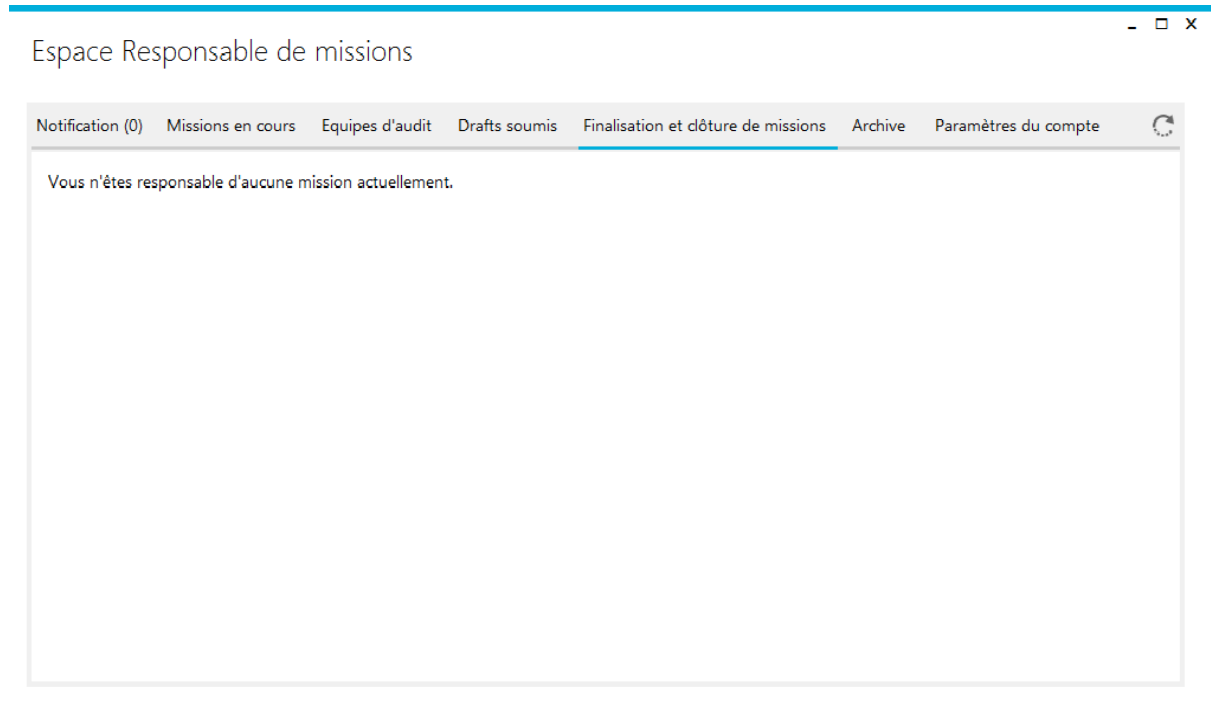 Espace Responsable de missions
Notification (0) Missions en cours Equipes d'audit Drafts soumis Finalisation et clôture de missions Archive Paramètres du compte
Vous n'êtes responsable d'aucune mission actuellement.